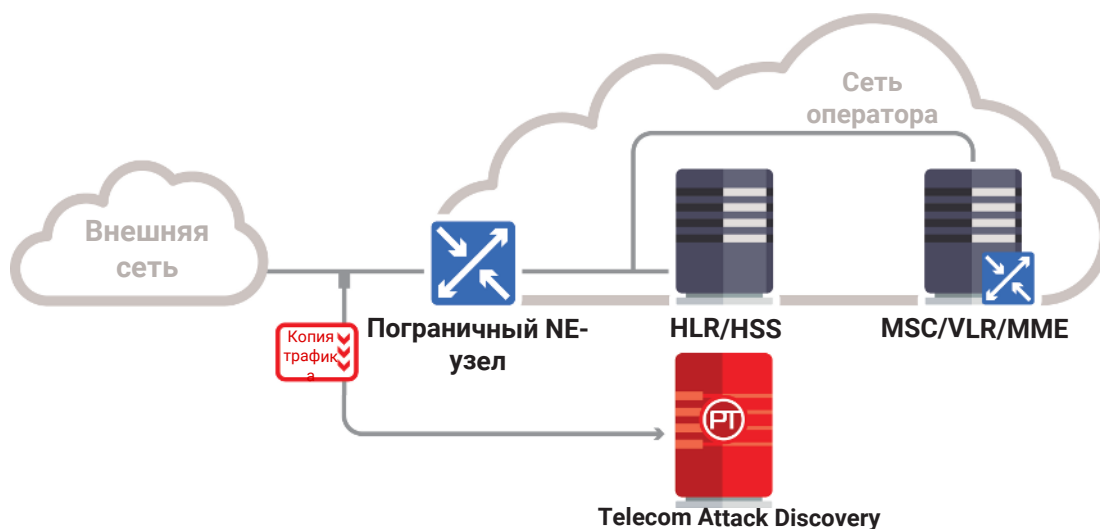 Сеть
оператора
Внешняя
сеть
Пограничный NE-
узел
HLR/HSS
MSC/VLR/MME
Копия
трафик
а
PT
Telecom Attack Discovery